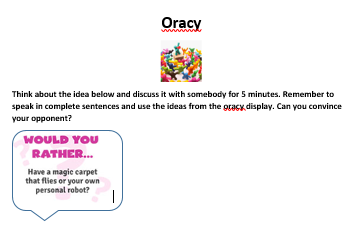 Oracy
Think about the idea below and discuss it with somebody for 5 minutes. Remember to
speak in complete sentences and use the ideas from the oracy display. Can you convince
your opponent?
WOULD YOU
RATHER...
Have a magic carpet
that flies or your own
personal robot?